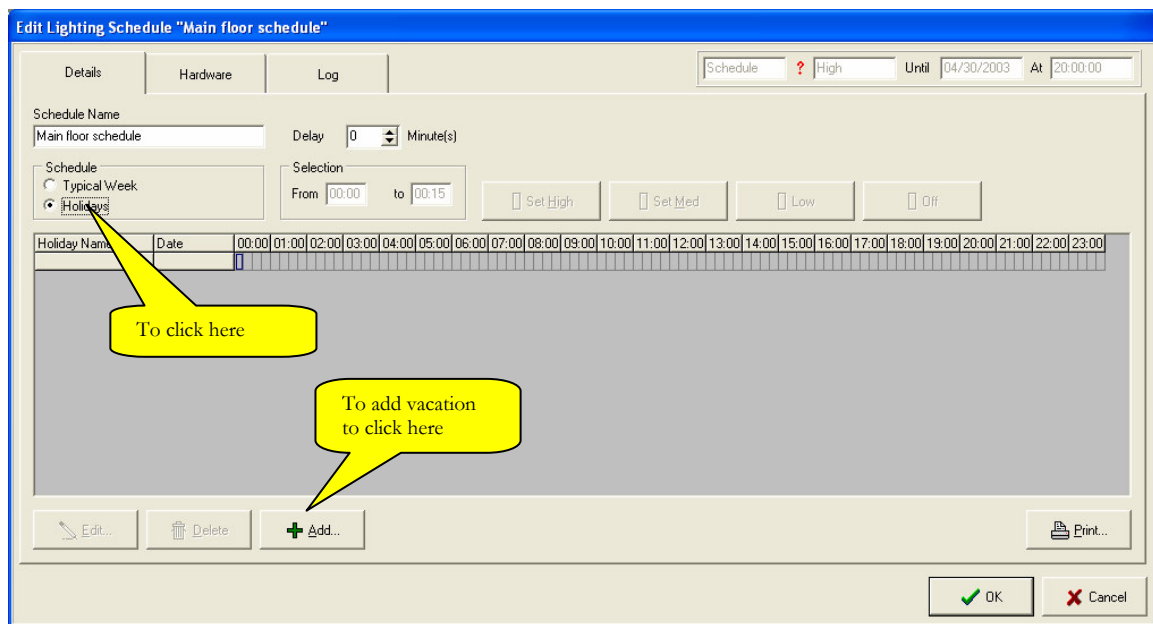 Edit Lighting Schedule "Main floor schedule"
Details Hardware Log Schedule ? High Until 04/30/2003 At 20:00:00
Schedule Name
Main floor schedule Delay 0 Minute(s)
Schedule Selection
Typical Week From 00:00 to 00:15 Set High Set Med Low Off
Holidays
Holiday Name Date 00:00 01:00 02:00 03:00 04:00 05:00 06:00 07:00 08:00 09:00 10:00 11:00 12:00 13:00 14:00 15:00 16:00 17:00 18:00 19:00 20:00 21:00 22:00 23:00
To click here
To add vacation
to click here
Edit... Delete Add... Print...
OK Cancel